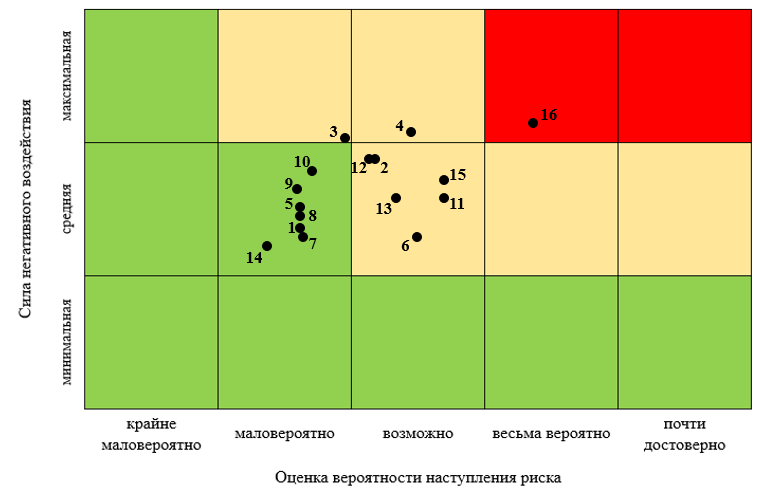 Сила негативного воздействия
максимальная
средняя
минимальная
3
4
16
10
12
2
9
15
5
8
13
11
1
7
6
14
крайне
маловероятно
маловероятно
возможно
весьма вероятно
почти
достоверно
Оценка вероятности наступления риска